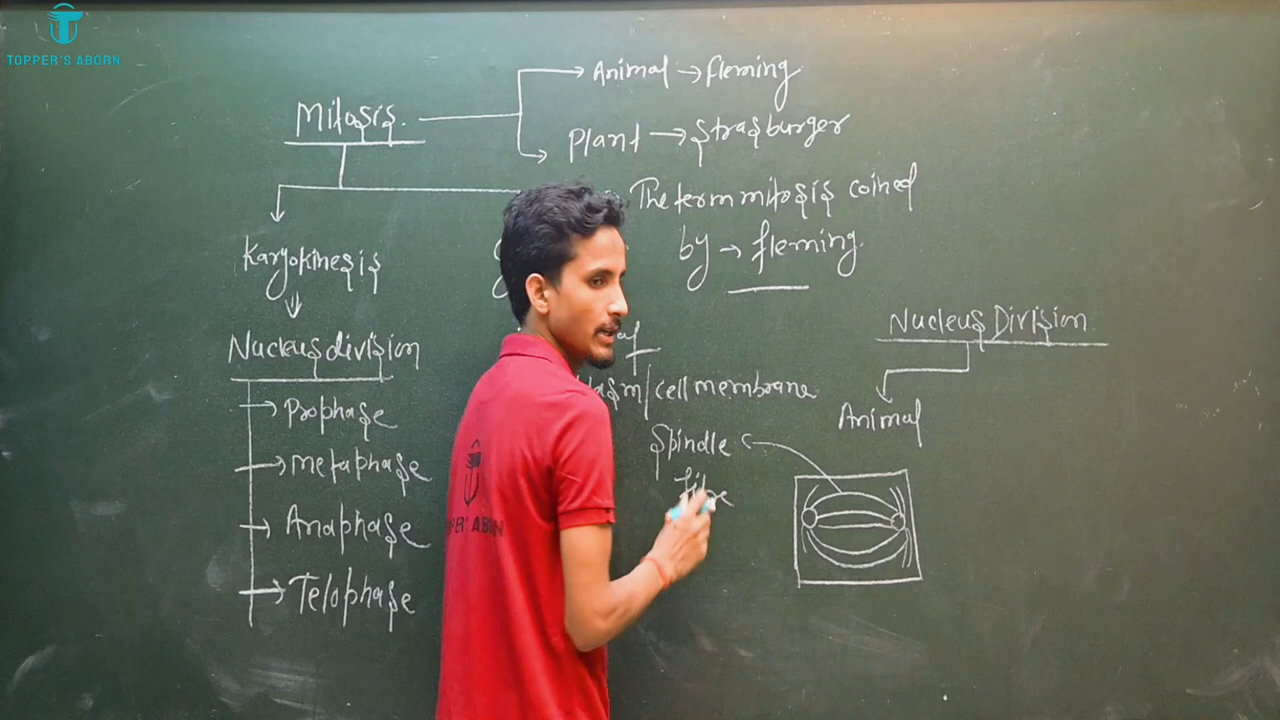 TOPPER'S ABORN
Animal → Fleming
Mitosis.
Plant → Strasburger
The term mitosis coined
by → Fleming
Karyokinesis
Nucleus division
Prophase
Metaphase
Anaphase
Telophase
/cell membrane
Spindle
Nucleus Division
Animal